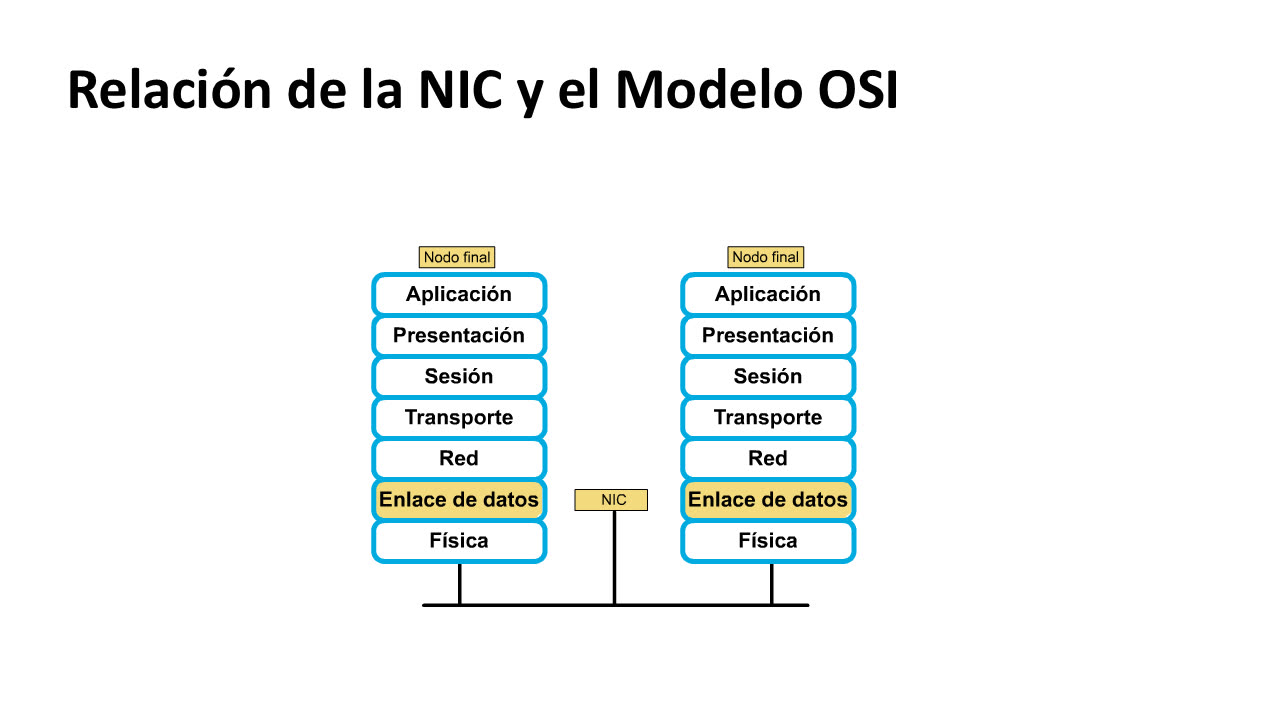 Relación de la NIC y el Modelo OSI
Nodo final
Aplicación
Presentación
Sesión
Transporte
Red
Enlace de datos
Física
NIC
Nodo final
Aplicación
Presentación
Sesión
Transporte
Red
Enlace de datos
Física